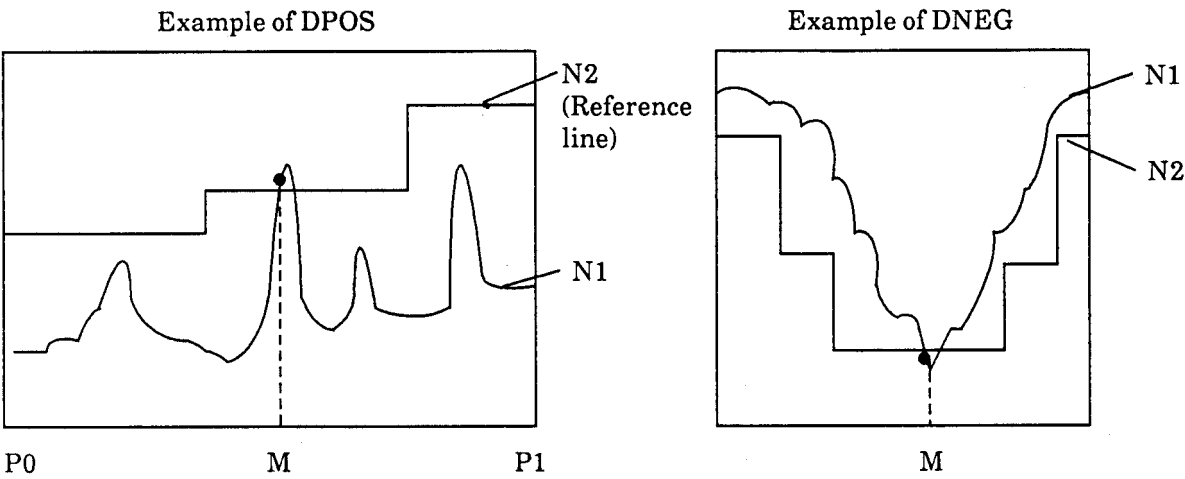 Example of DPOS
N2
(Reference
line)
N1
P0
M
P1
Example of DNEG
N1
N2
M